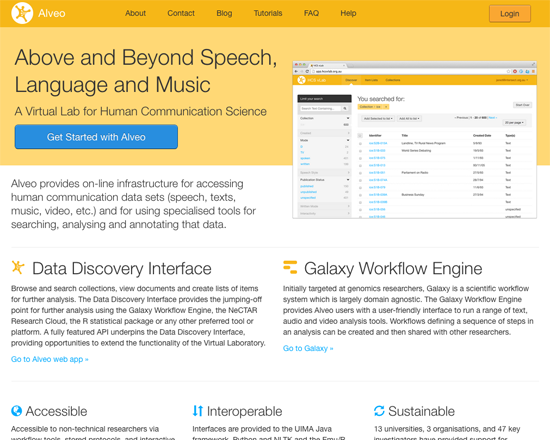 Alveo
About Contact Blog Tutorials FAQ Help
Login
Above and Beyond Speech,
Language and Music
A Virtual Lab for Human Communication Science
Get Started with Alveo
You searched for:
Identifier Title Created Date Type(s)
Alveo provides on-line infrastructure for accessing
human communication data sets (speech, texts,
music, video, etc.) and for using specialised tools for
searching, analysing and annotating that data.
Data Discovery Interface
Browse and search collections, view documents and create lists of items
for further analysis. The Data Discovery Interface provides the jumping-off
point for further analysis using the Galaxy Workflow Engine, the NeCTAR
Research Cloud, the R statistical package or any other preferred tool or
platform. A fully featured API underpins the Data Discovery Interface,
providing opportunities to extend the functionality of the Virtual Laboratory.
Go to Alveo web app »
Galaxy Workflow Engine
Initially targeted at genomics researchers, Galaxy is a scientific workflow
system which is largely domain agnostic. The Galaxy Workflow Engine
provides Alveo users with a user-friendly interface to run a range of text,
audio and video analysis tools. Workflows defining a sequence of steps in
an analysis can be created and then shared with other researchers.
Go to Galaxy »
Accessible
Accessible to non-technical researchers via
workflow tools, stored protocols, and interactive
Interoperable
Interfaces are provided to the UIMA Java
framework, Python and NLTK and the Emu/R
Sustainable
13 universities, 3 organisations, and 47 key
investigators have provided support for